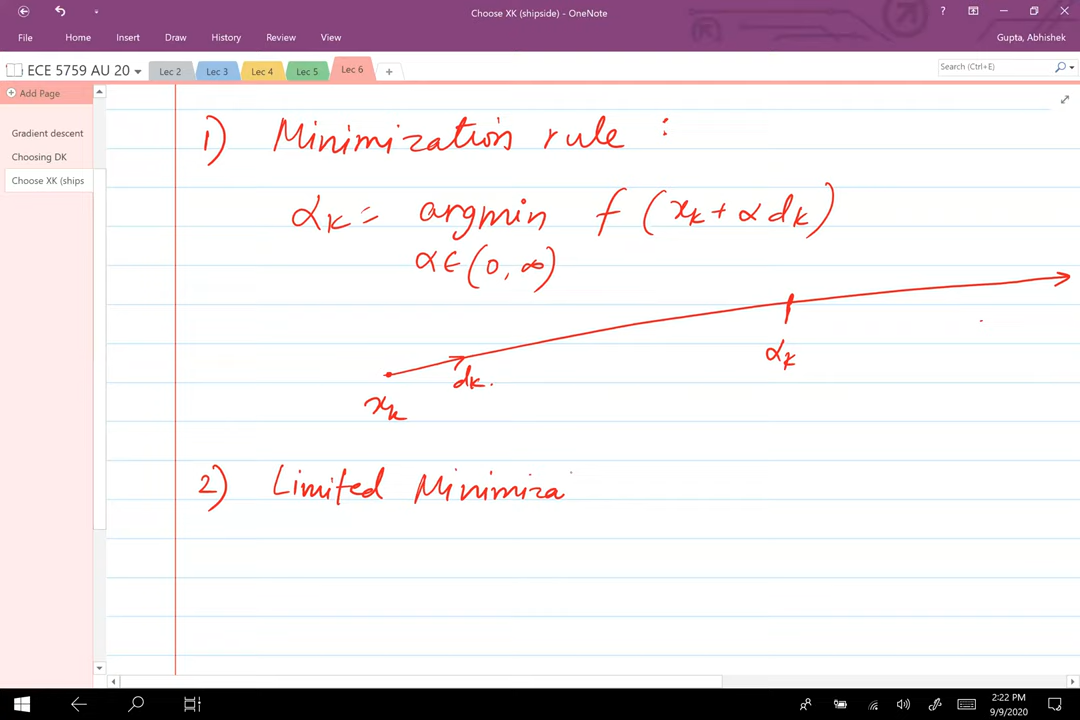 Choose XK (shipside) - OneNote
File Home Insert Draw History Review View
Gupta, Abhishek
ECE 5759 AU 20 Lec 2 Lec 3 Lec 4 Lec 5 Lec 6
Search (Ctrl+E)
Add Page
Gradient descent
Choosing DK
Choose XK (ships
1) Minimization rule :
αk = argmin f (xk + α dk)
α∈(0, ∞)
αk
dk.
xk
2) Limited Minimiza
2:22 PM
9/9/2020